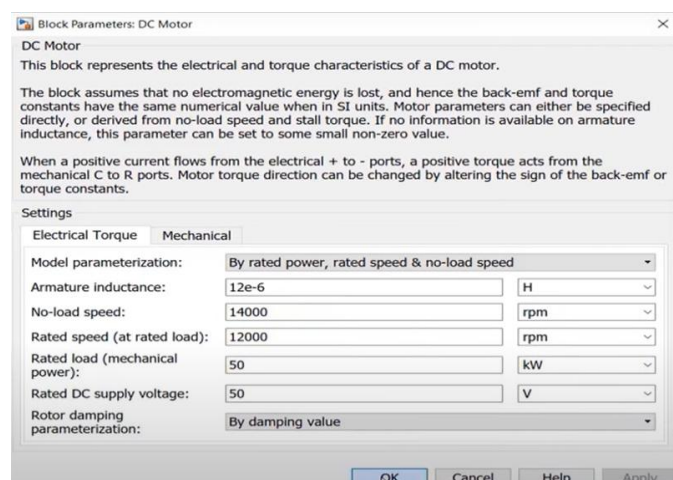 Block Parameters: DC Motor
DC Motor
This block represents the electrical and torque characteristics of a DC motor.
The block assumes that no electromagnetic energy is lost, and hence the back-emf and torque
constants have the same numerical value when in SI units. Motor parameters can either be specified
directly, or derived from no-load speed and stall torque. If no information is available on armature
inductance, this parameter can be set to some small non-zero value.
When a positive current flows from the electrical + to - ports, a positive torque acts from the
mechanical C to R ports. Motor torque direction can be changed by altering the sign of the back-emf or
torque constants.
Settings
Electrical Torque Mechanical
Model parameterization: By rated power, rated speed & no-load speed
Armature inductance: 12e-6 H
No-load speed: 14000 rpm
Rated speed (at rated load): 12000 rpm
Rated load (mechanical
power): 50 kW
Rated DC supply voltage: 50 V
Rotor damping
parameterization: By damping value
OK Cancel Help Apply